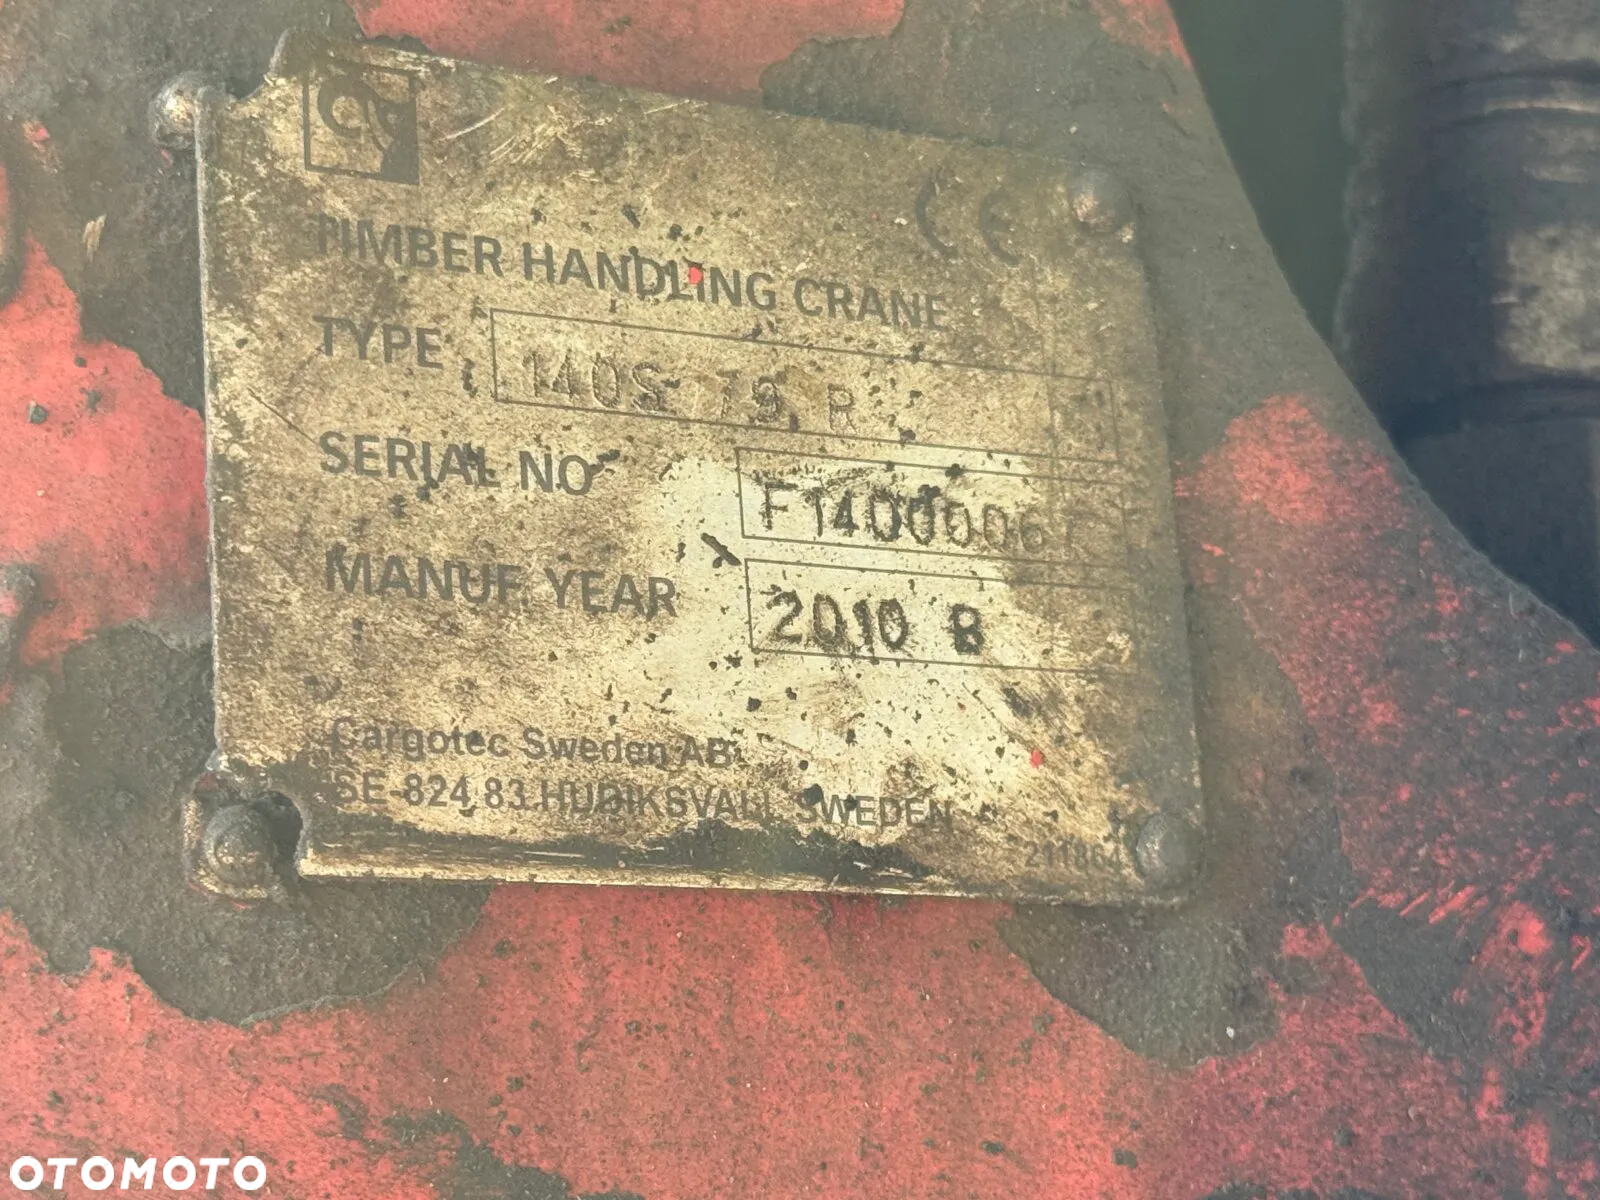 CE
TIMBER HANDLING CRANE
TYPE 140S 79 R
SERIAL NO
MANUF. YEAR 2010 B
Cargotec Sweden AB
SE-824 83 HUDIKSVALL SWEDEN
211864
OTOMOTO